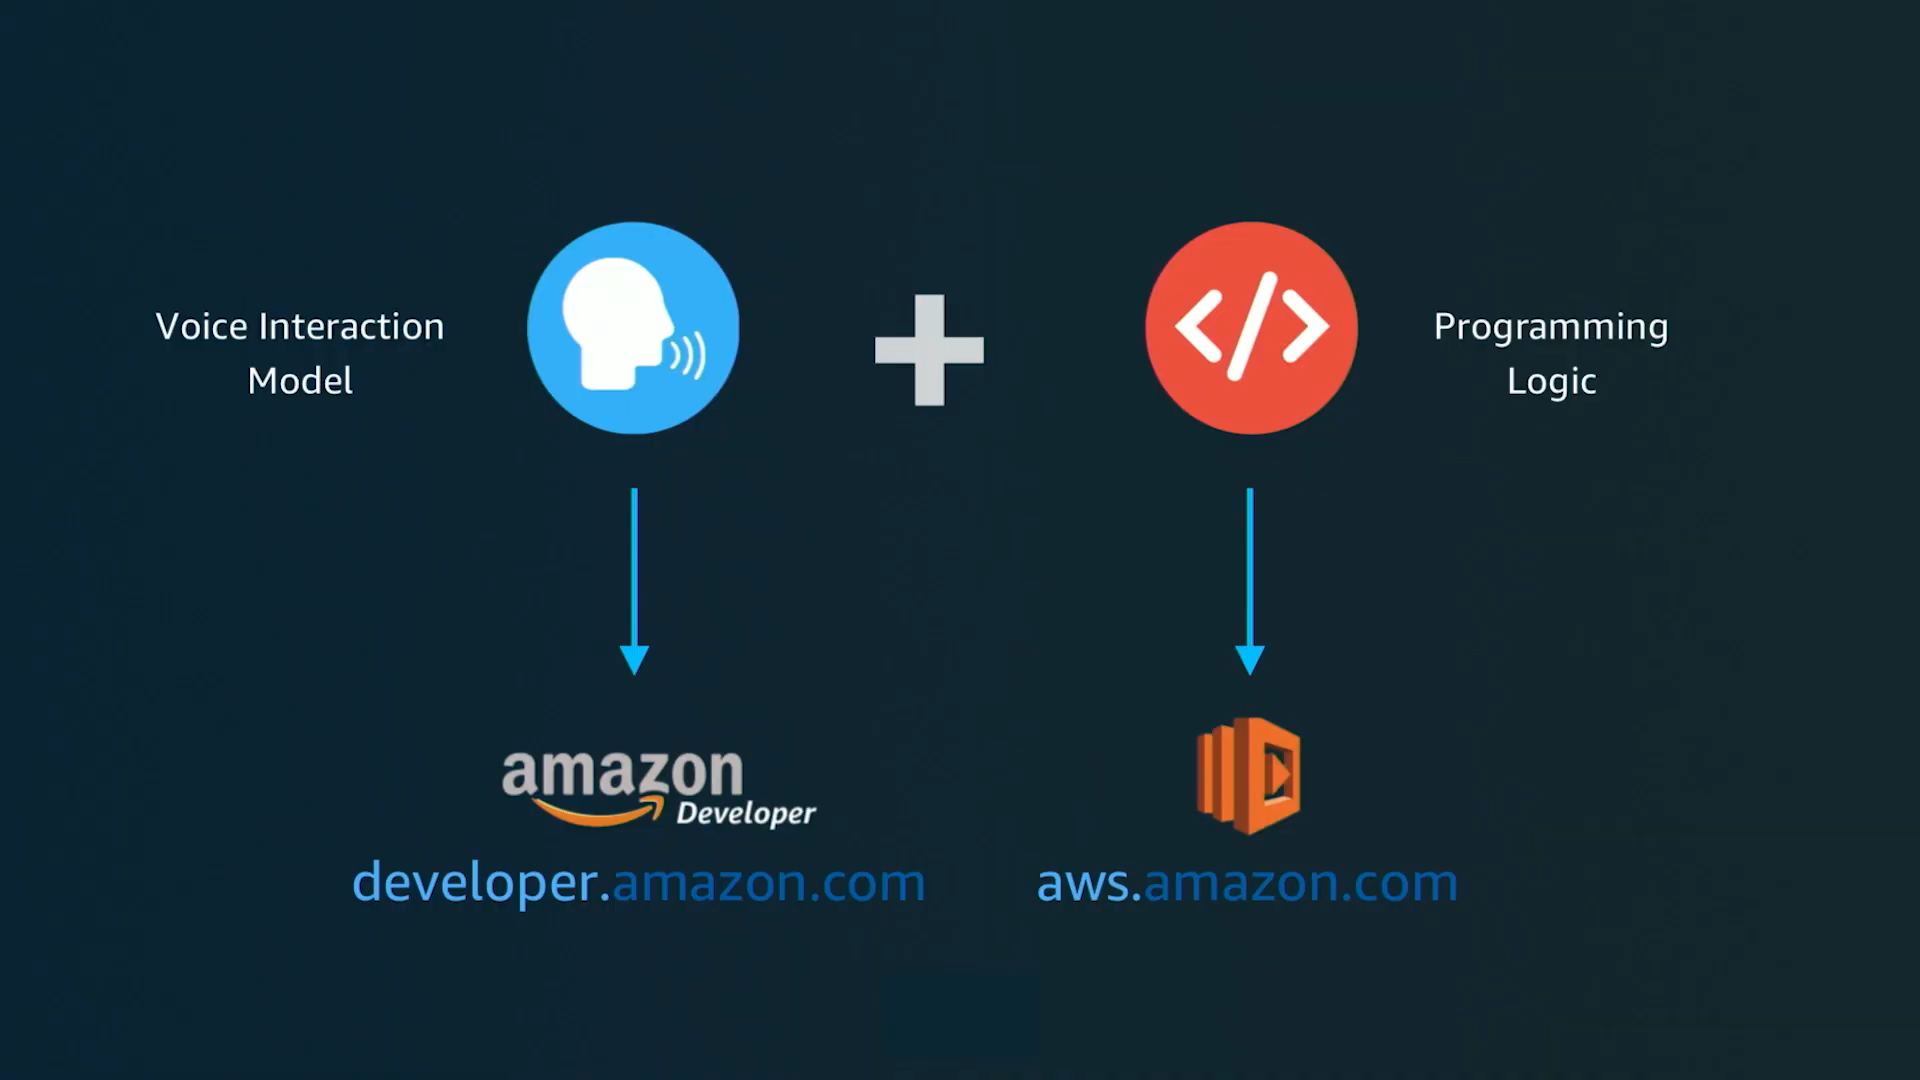 Voice Interaction
Model
Programming
Logic
amazon
Developer
developer.amazon.com
aws.amazon.com